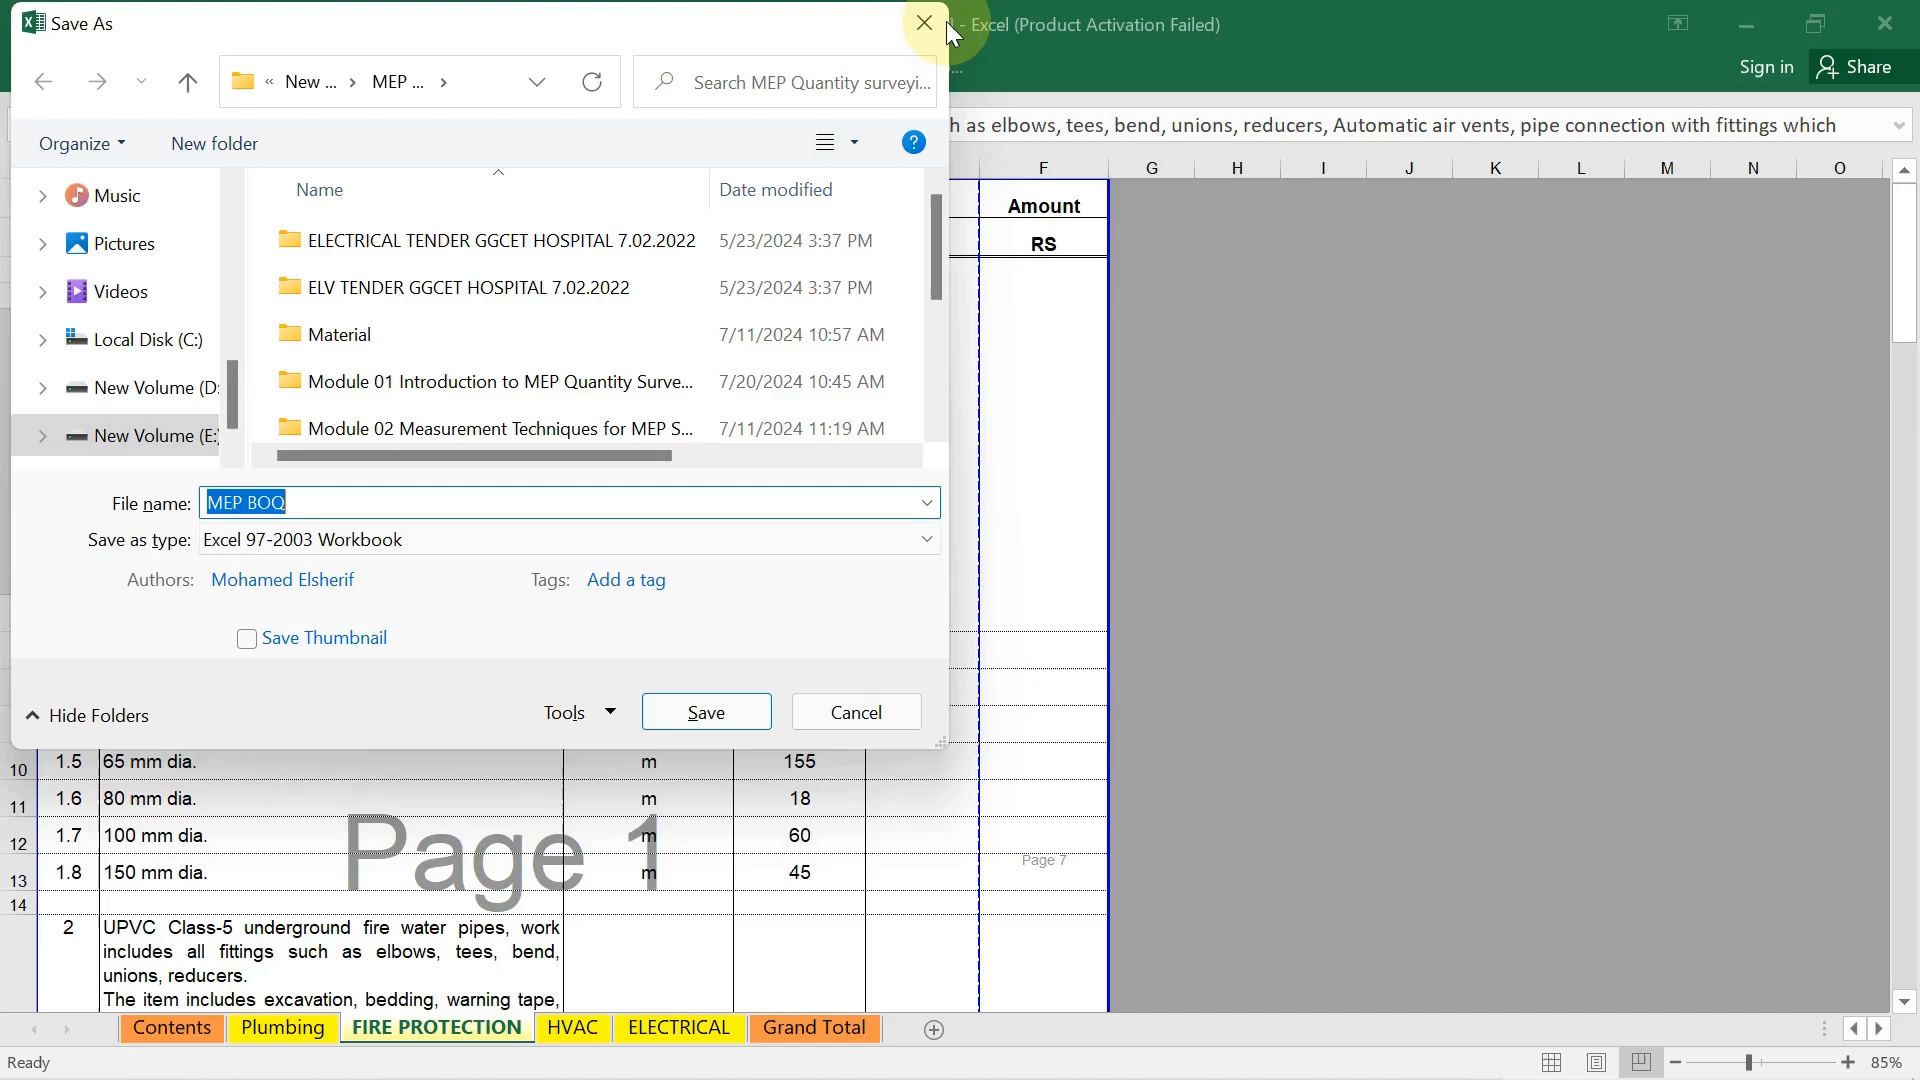 Save As
- Excel (Product Activation Failed)
Sign in
Share
« New ... › MEP ... ›
Search MEP Quantity surveyi...
h as elbows, tees, bend, unions, reducers, Automatic air vents, pipe connection with fittings which
Organize
New folder
F G H I J K L M N O
Name
Date modified
Music
Pictures
Videos
Local Disk (C:)
New Volume (D:
New Volume (E:
ELECTRICAL TENDER GGCET HOSPITAL 7.02.2022 5/23/2024 3:37 PM
ELV TENDER GGCET HOSPITAL 7.02.2022 5/23/2024 3:37 PM
Material 7/11/2024 10:57 AM
Module 01 Introduction to MEP Quantity Surve... 7/20/2024 10:45 AM
Module 02 Measurement Techniques for MEP S... 7/11/2024 11:19 AM
Amount
RS
File name: MEP BOQ
Save as type: Excel 97-2003 Workbook
Authors: Mohamed Elsherif Tags: Add a tag
Save Thumbnail
Hide Folders
Tools
Save
Cancel
10 1.5 65 mm dia. m 155
11 1.6 80 mm dia. m 18
12 1.7 100 mm dia. m 60
13 1.8 150 mm dia. m 45
Page 1
Page 7
14
2 UPVC Class-5 underground fire water pipes, work
includes all fittings such as elbows, tees, bend,
unions, reducers.
The item includes excavation, bedding, warning tape,
Contents Plumbing FIRE PROTECTION HVAC ELECTRICAL Grand Total
Ready
85%